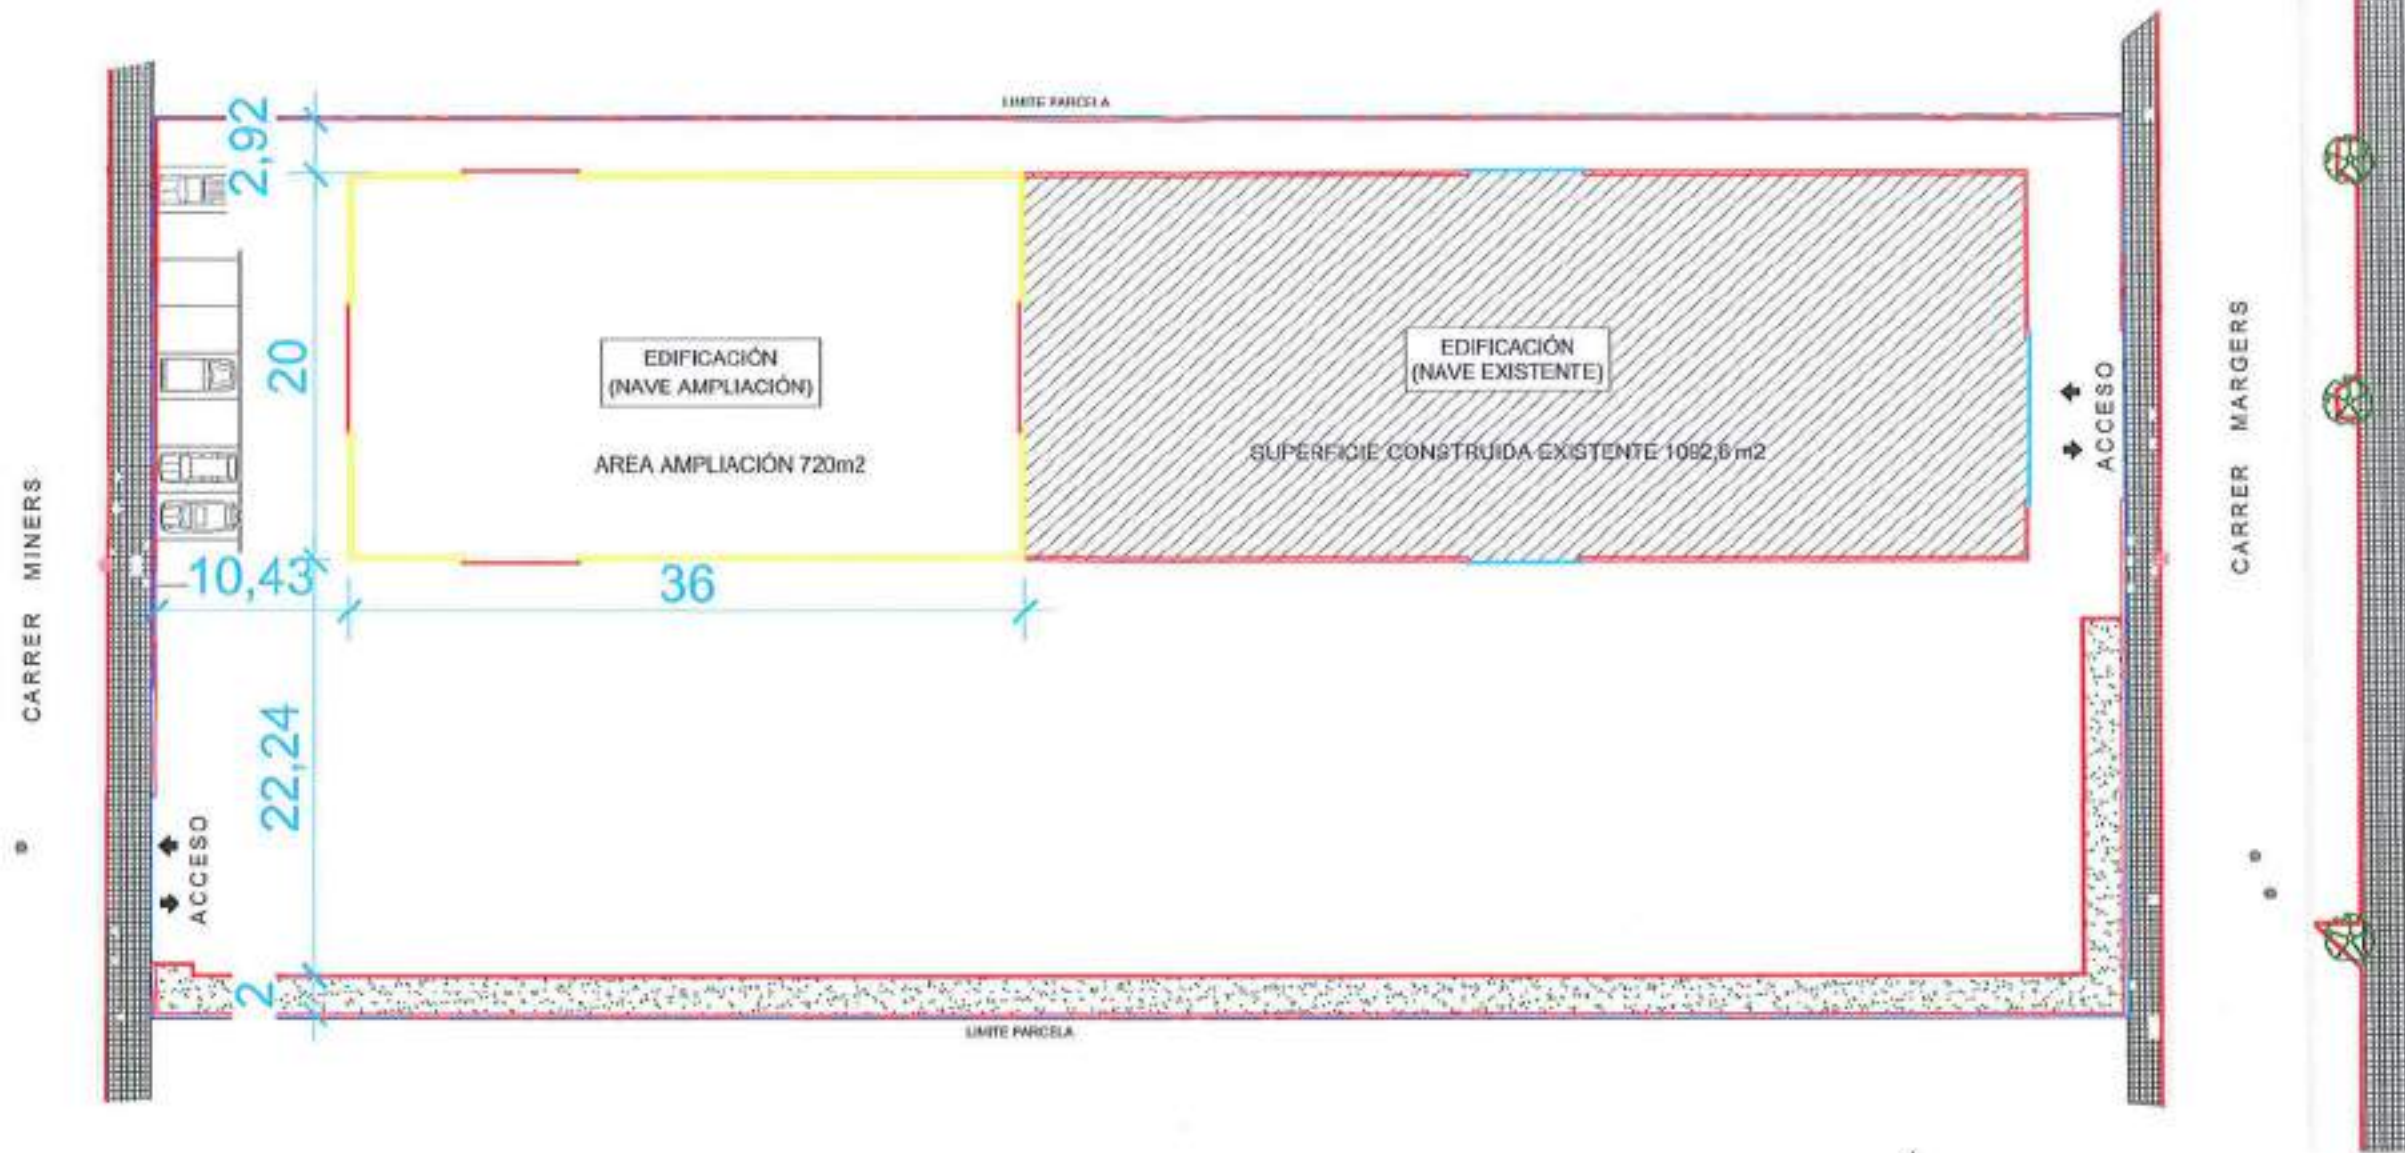 LIMITE PARCELA
2,92
20
EDIFICACIÓN
(NAVE AMPLIACIÓN)
AREA AMPLIACIÓN 720m2
EDIFICACIÓN
(NAVE EXISTENTE)
SUPERFICIE CONSTRUIDA EXISTENTE 1092,6 m2
ACCESO
CARRER MARGERS
CARRER MINERS
10,43
36
22,24
ACCESO
2
LIMITE PARCELA